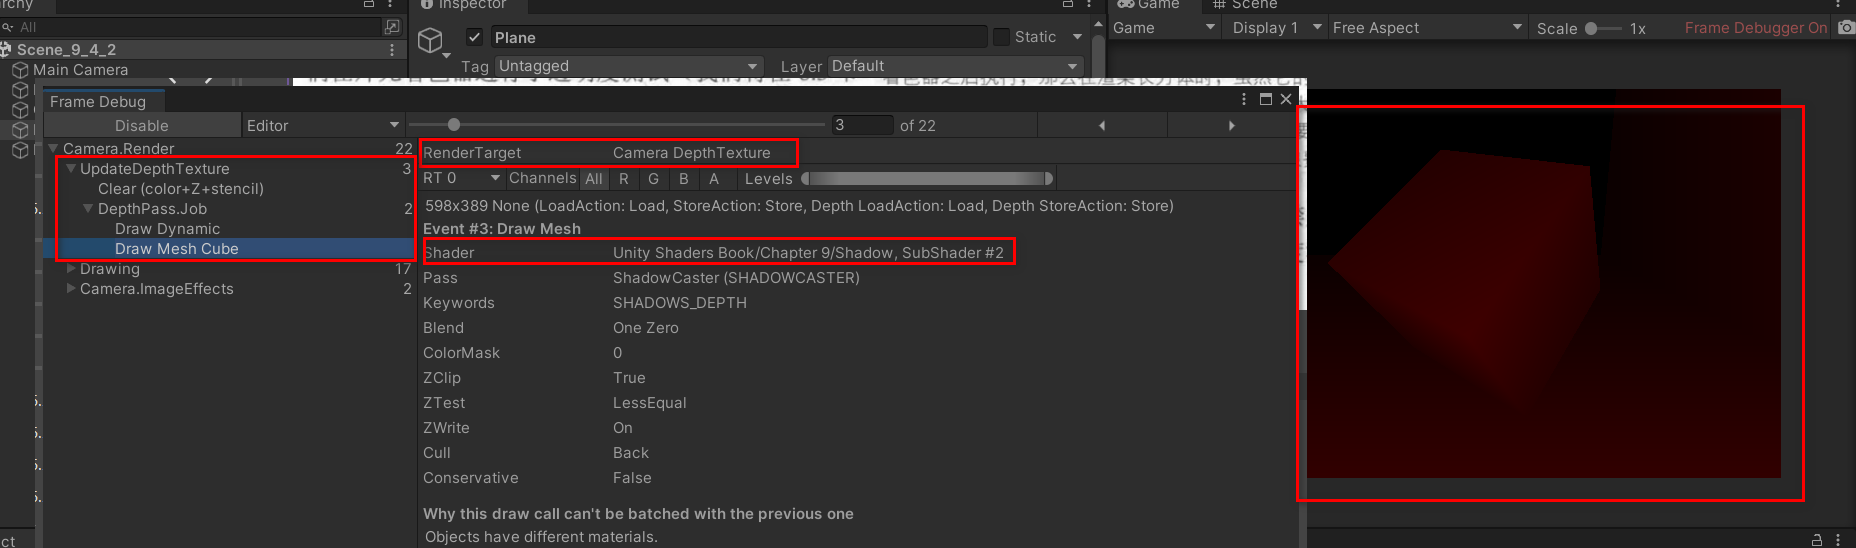 Inspector
Game
Scene
All
Plane
Static
Game
Display 1
Free Aspect
Scale
1x
Frame Debugger On
Scene_9_4_2
Main Camera
Tag
Untagged
Layer
Default
Frame Debug
Disable
Editor
3
of 22
Camera.Render
22
UpdateDepthTexture
3
Clear (color+Z+stencil)
DepthPass.Job
2
Draw Dynamic
Draw Mesh Cube
Drawing
17
Camera.ImageEffects
2
RenderTarget
Camera DepthTexture
RT 0
Channels
All
R
G
B
A
Levels
598x389 None (LoadAction: Load, StoreAction: Store, Depth LoadAction: Load, Depth StoreAction: Store)
Event #3: Draw Mesh
Shader
Unity Shaders Book/Chapter 9/Shadow, SubShader #2
Pass
ShadowCaster (SHADOWCASTER)
Keywords
SHADOWS_DEPTH
Blend
One Zero
ColorMask
0
ZClip
True
ZTest
LessEqual
ZWrite
On
Cull
Back
Conservative
False
Why this draw call can't be batched with the previous one
Objects have different materials.